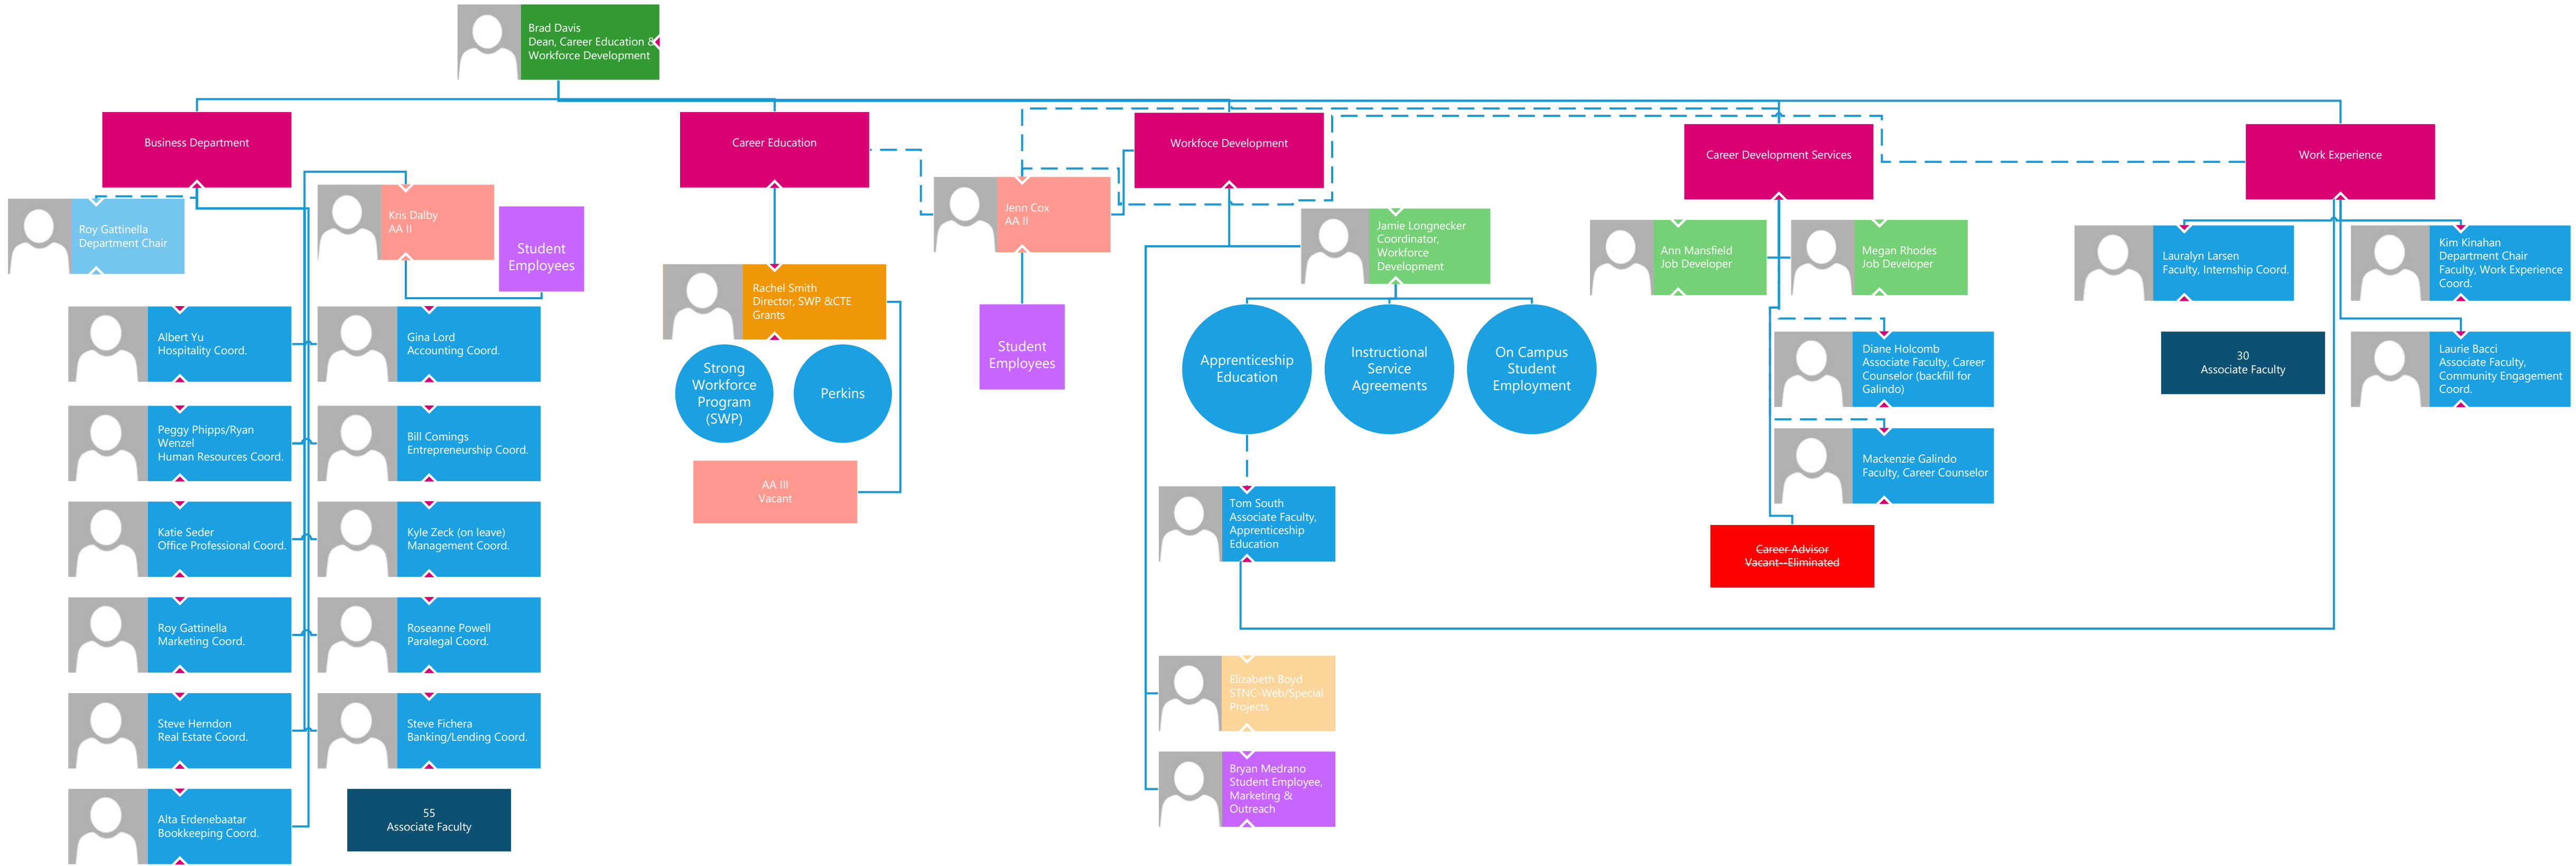 Brad Davis
Dean, Career Education &
Workforce Development
Business Department
Career Education
Workfoce Development
Career Development Services
Work Experience
Roy Gattinella
Department Chair
Kris Dalby
AA II
Student
Employees
Albert Yu
Hospitality Coord.
Gina Lord
Accounting Coord.
Peggy Phipps/Ryan
Wenzel
Human Resources Coord.
Bill Comings
Entrepreneurship Coord.
Katie Seder
Office Professional Coord.
Kyle Zeck (on leave)
Management Coord.
Roy Gattinella
Marketing Coord.
Roseanne Powell
Paralegal Coord.
Steve Herndon
Real Estate Coord.
Steve Fichera
Banking/Lending Coord.
Alta Erdenebaatar
Bookkeeping Coord.
55
Associate Faculty
Rachel Smith
Director, SWP &CTE
Grants
Strong
Workforce
Program
(SWP)
Perkins
AA III
Vacant
Jenn Cox
AA II
Student
Employees
Jamie Longnecker
Coordinator,
Workforce
Development
Apprenticeship
Education
Instructional
Service
Agreements
On Campus
Student
Employment
Tom South
Associate Faculty,
Apprenticeship
Education
Elizabeth Boyd
STNC-Web/Special
Projects
Bryan Medrano
Student Employee,
Marketing &
Outreach
Ann Mansfield
Job Developer
Megan Rhodes
Job Developer
Diane Holcomb
Associate Faculty, Career
Counselor (backfill for
Galindo)
Mackenzie Galindo
Faculty, Career Counselor
Career Advisor
Vacant--Eliminated
Lauralyn Larsen
Faculty, Internship Coord.
Kim Kinahan
Department Chair
Faculty, Work Experience
Coord.
30
Associate Faculty
Laurie Bacci
Associate Faculty,
Community Engagement
Coord.